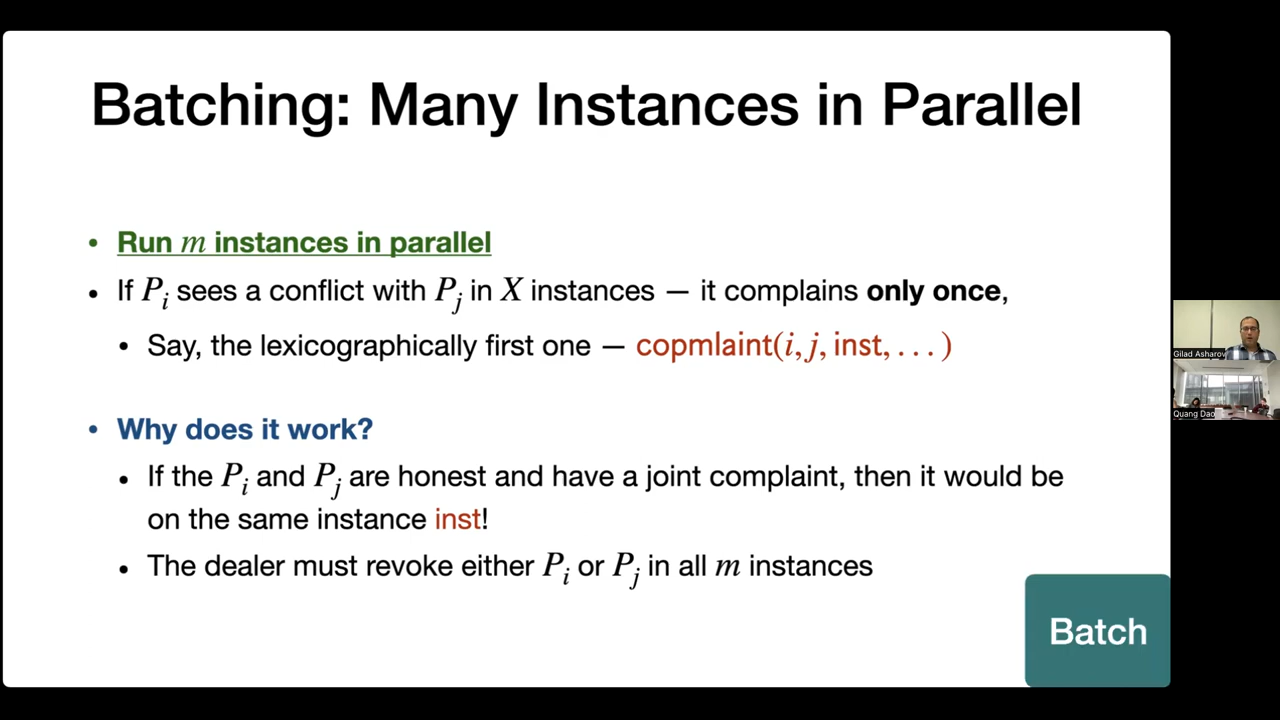 Batching: Many Instances in Parallel
• Run m instances in parallel
• If P_i sees a conflict with P_j in X instances — it complains only once,
• Say, the lexicographically first one — copmlaint(i, j, inst, . . . )
• Why does it work?
• If the P_i and P_j are honest and have a joint complaint, then it would be
on the same instance inst!
• The dealer must revoke either P_i or P_j in all m instances
Batch
Gilad Asharov
Quang Dao